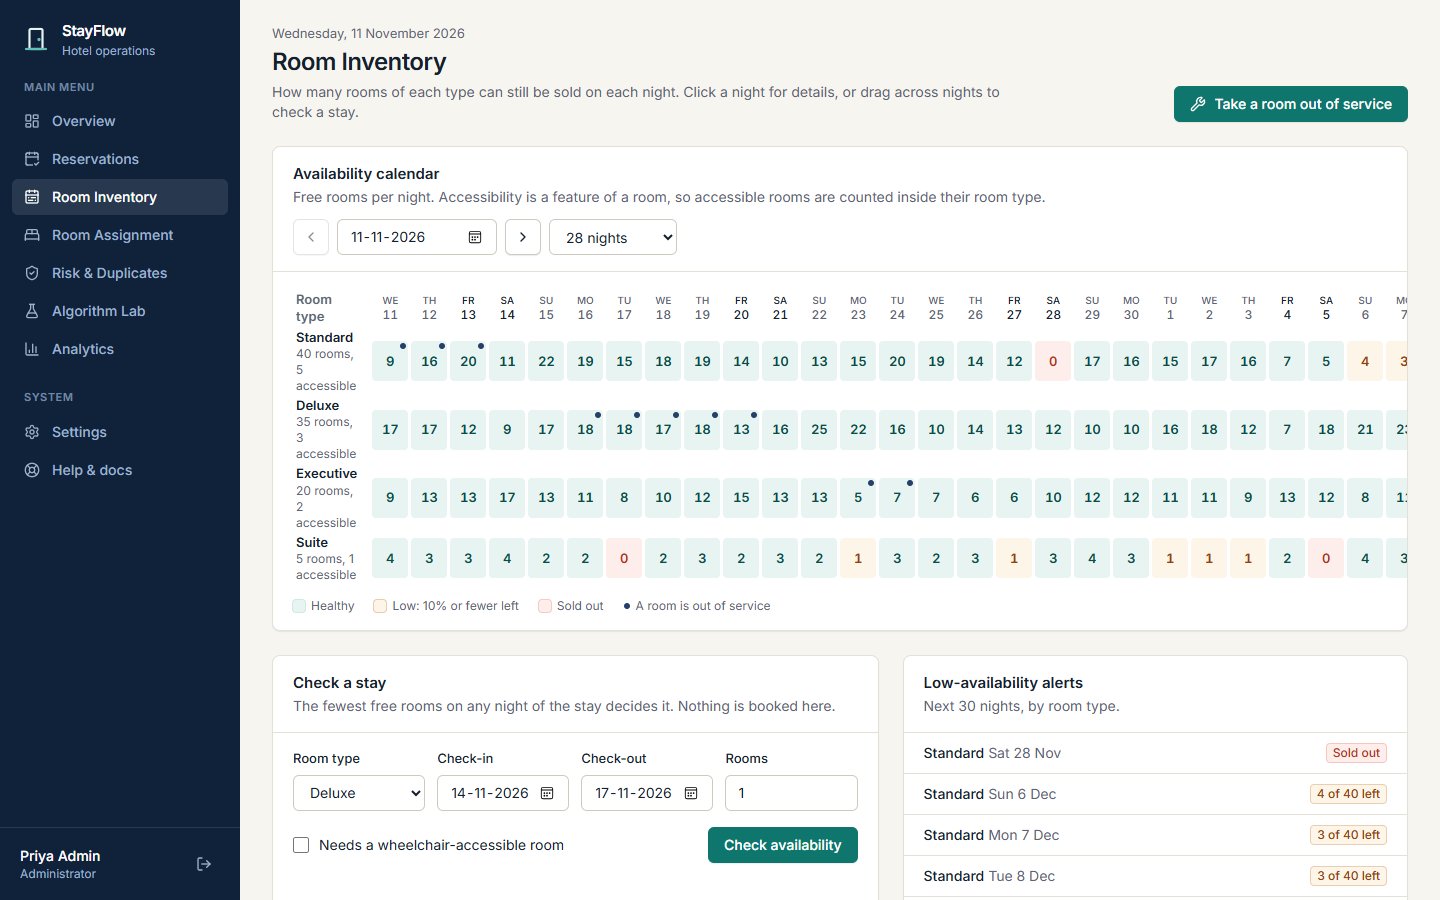 StayFlow
Hotel operations
MAIN MENU
Overview
Reservations
Room Inventory
Room Assignment
Risk & Duplicates
Algorithm Lab
Analytics
SYSTEM
Settings
Help & docs
Priya Admin
Administrator
Wednesday, 11 November 2026
Room Inventory
How many rooms of each type can still be sold on each night. Click a night for details, or drag across nights to
check a stay.
Take a room out of service
Availability calendar
Free rooms per night. Accessibility is a feature of a room, so accessible rooms are counted inside their room type.
11-11-2026
28 nights
Room type WE 11 TH 12 FR 13 SA 14 SU 15 MO 16 TU 17 WE 18 TH 19 FR 20 SA 21 SU 22 MO 23 TU 24 WE 25 TH 26 FR 27 SA 28 SU 29 MO 30 TU 1 WE 2 TH 3 FR 4 SA 5 SU 6 MO 7
Standard
40 rooms,
5
accessible
9 16 20 11 22 19 15 18 19 14 10 13 15 20 19 14 12 0 17 16 15 17 16 7 5 4 3
Deluxe
35 rooms,
3
accessible
17 17 12 9 17 18 18 17 18 13 16 25 22 16 10 14 13 12 10 10 16 18 12 7 18 21 23
Executive
20 rooms,
2
accessible
9 13 13 17 13 11 8 10 12 15 13 13 5 7 7 6 6 10 12 12 11 11 9 13 12 8 11
Suite
5 rooms, 1
accessible
4 3 3 4 2 2 0 2 3 2 3 2 1 3 2 3 1 3 4 3 1 1 1 2 0 4 3
Healthy Low: 10% or fewer left Sold out A room is out of service
Check a stay
The fewest free rooms on any night of the stay decides it. Nothing is booked here.
Room type Check-in Check-out Rooms
Deluxe 14-11-2026 17-11-2026 1
Needs a wheelchair-accessible room
Check availability
Low-availability alerts
Next 30 nights, by room type.
Standard Sat 28 Nov Sold out
Standard Sun 6 Dec 4 of 40 left
Standard Mon 7 Dec 3 of 40 left
Standard Tue 8 Dec 3 of 40 left